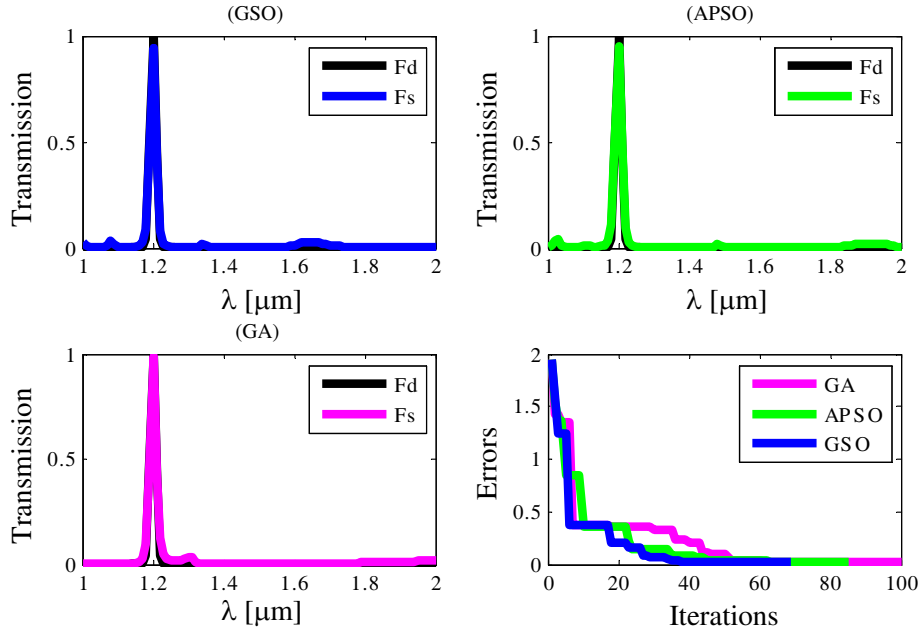 (GSO)
Transmission
1
0.5
0
Fd
Fs
1 1.2 1.4 1.6 1.8 2
λ [μm]
(APSO)
Transmission
1
0.5
0
Fd
Fs
1 1.2 1.4 1.6 1.8 2
λ [μm]
(GA)
Transmission
1
0.5
0
Fd
Fs
1 1.2 1.4 1.6 1.8 2
λ [μm]
Errors
2
1.5
1
0.5
0
GA
APSO
GSO
0 20 40 60 80 100
Iterations